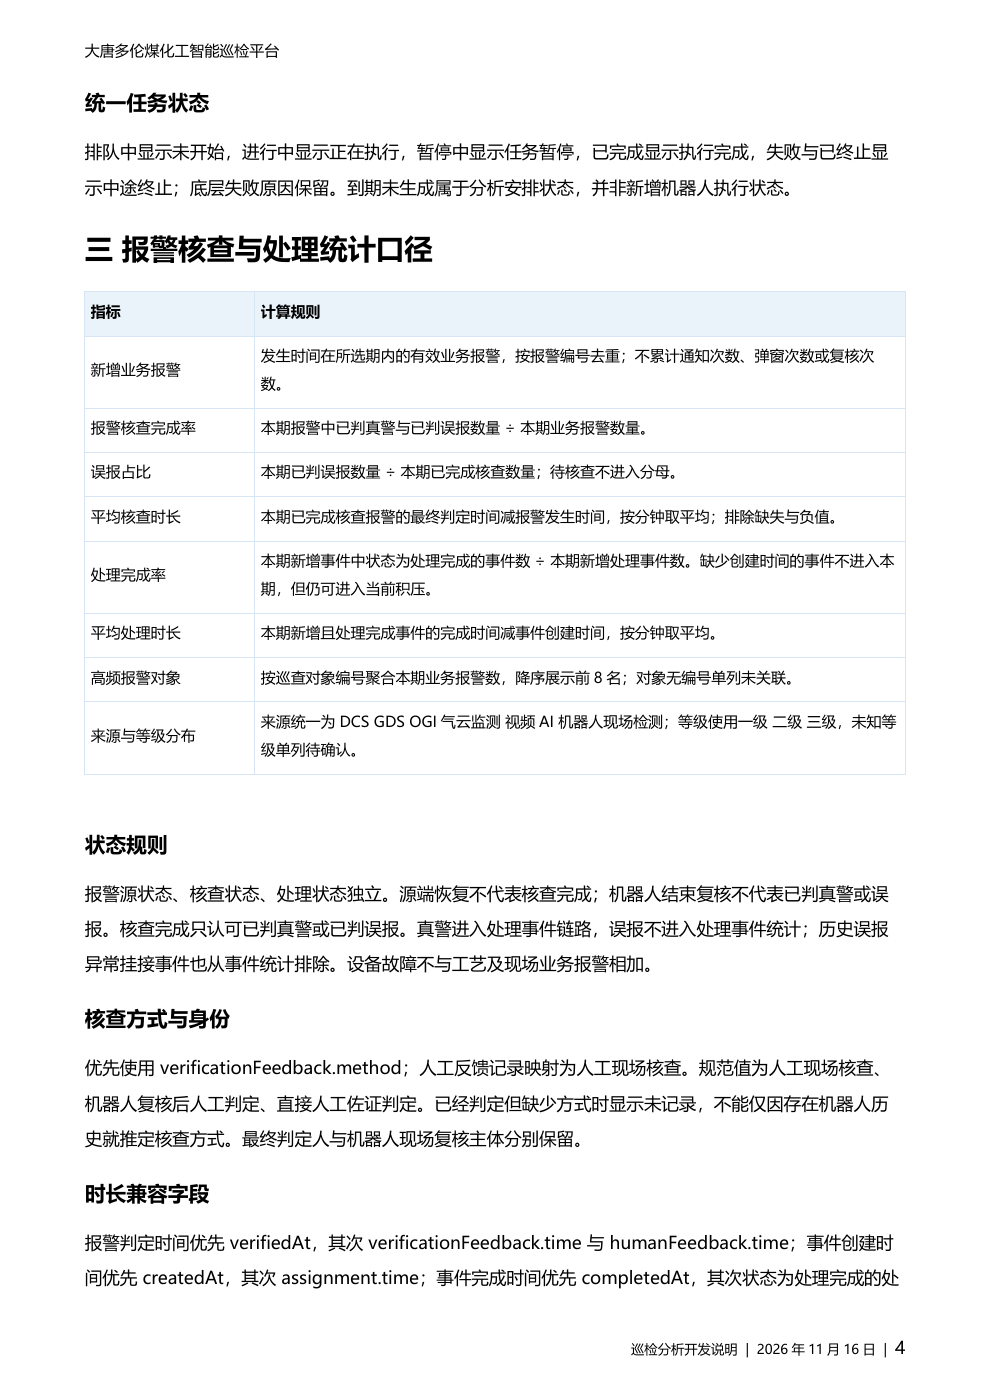 大唐多伦煤化工智能巡检平台
统一任务状态
排队中显示未开始，进行中显示正在执行，暂停中显示任务暂停，已完成显示执行完成，失败与已终止显
示中途终止；底层失败原因保留。到期未生成属于分析安排状态，并非新增机器人执行状态。
三 报警核查与处理统计口径
指标 计算规则
新增业务报警 发生时间在所选期内的有效业务报警，按报警编号去重；不累计通知次数、弹窗次数或复核次
数。
报警核查完成率 本期报警中已判真警与已判误报数量 ÷ 本期业务报警数量。
误报占比 本期已判误报数量 ÷ 本期已完成核查数量；待核查不进入分母。
平均核查时长 本期已完成核查报警的最终判定时间减报警发生时间，按分钟取平均；排除缺失与负值。
处理完成率 本期新增事件中状态为处理完成的事件数 ÷ 本期新增处理事件数。缺少创建时间的事件不进入本
期，但仍可进入当前积压。
平均处理时长 本期新增且处理完成事件的完成时间减事件创建时间，按分钟取平均。
高频报警对象 按巡查对象编号聚合本期业务报警数，降序展示前 8 名；对象无编号单列未关联。
来源与等级分布 来源统一为 DCS GDS OGI 气云监测 视频 AI 机器人现场检测；等级使用一级 二级 三级，未知等
级单列待确认。
状态规则
报警源状态、核查状态、处理状态独立。源端恢复不代表核查完成；机器人结束复核不代表已判真警或误
报。核查完成只认可已判真警或已判误报。真警进入处理事件链路，误报不进入处理事件统计；历史误报
异常挂接事件也从事件统计排除。设备故障不与工艺及现场业务报警相加。
核查方式与身份
优先使用 verificationFeedback.method；人工反馈记录映射为人工现场核查。规范值为人工现场核查、
机器人复核后人工判定、直接人工佐证判定。已经判定但缺少方式时显示未记录，不能仅因存在机器人历
史就推定核查方式。最终判定人与机器人现场复核主体分别保留。
时长兼容字段
报警判定时间优先 verifiedAt，其次 verificationFeedback.time 与 humanFeedback.time；事件创建时
间优先 createdAt，其次 assignment.time；事件完成时间优先 completedAt，其次状态为处理完成的处
巡检分析开发说明 | 2026 年 11 月 16 日 | 4